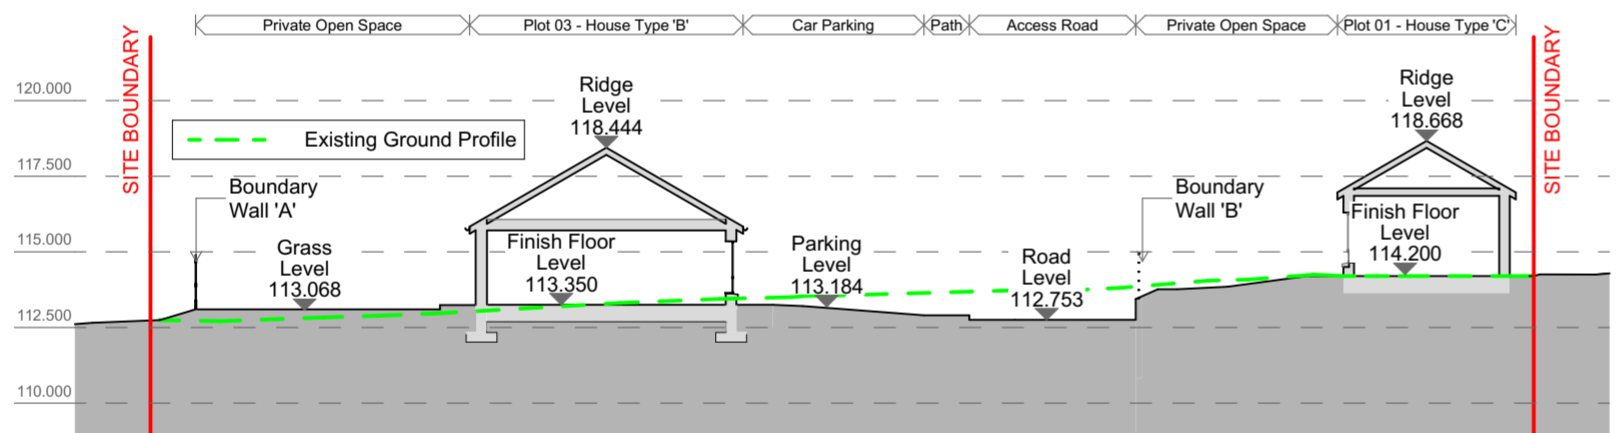 Private Open Space
Plot 03 - House Type 'B'
Car Parking
Path
Access Road
Private Open Space
Plot 01 - House Type 'C'
SITE BOUNDARY
SITE BOUNDARY
120.000
117.500
115.000
112.500
110.000
Existing Ground Profile
Ridge
Level
118.444
Ridge
Level
118.668
Boundary
Wall 'A'
Grass
Level
113.068
Finish Floor
Level
113.350
Parking
Level
113.184
Road
Level
112.753
Boundary
Wall 'B'
Finish Floor
Level
114.200